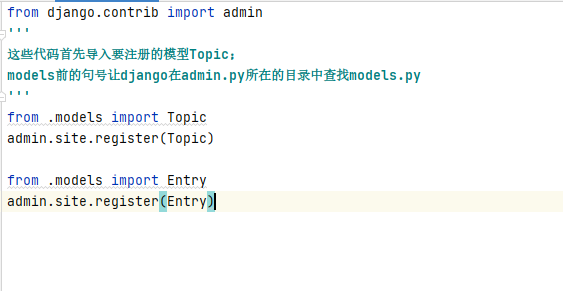 from django.contrib import admin
'''
这些代码首先导入要注册的模型Topic;
models前的句号让django在admin.py所在的目录中查找models.py
'''
from .models import Topic
admin.site.register(Topic)
from .models import Entry
admin.site.register(Entry)